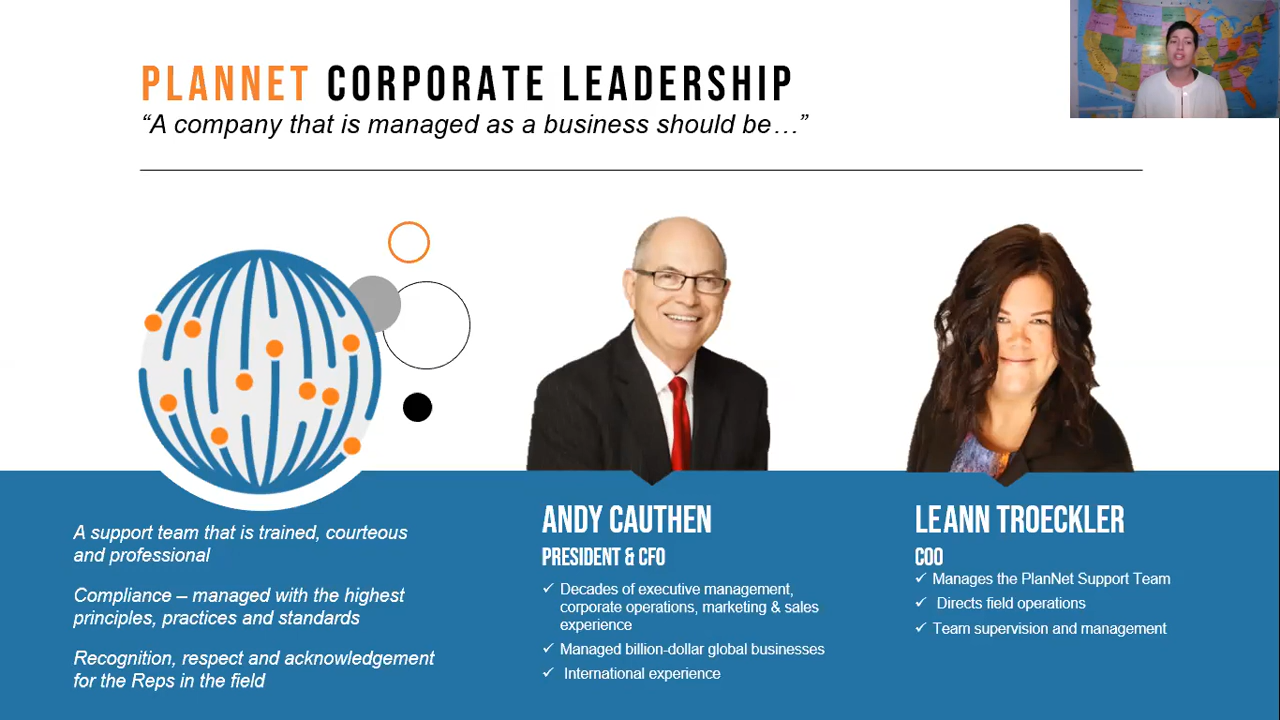 PLANNET CORPORATE LEADERSHIP
“A company that is managed as a business should be…”
A support team that is trained, courteous
and professional
Compliance – managed with the highest
principles, practices and standards
Recognition, respect and acknowledgement
for the Reps in the field
ANDY CAUTHEN
PRESIDENT & CFO
✓ Decades of executive management,
corporate operations, marketing & sales
experience
✓ Managed billion-dollar global businesses
✓ International experience
LEANN TROECKLER
COO
✓ Manages the PlanNet Support Team
✓ Directs field operations
✓ Team supervision and management